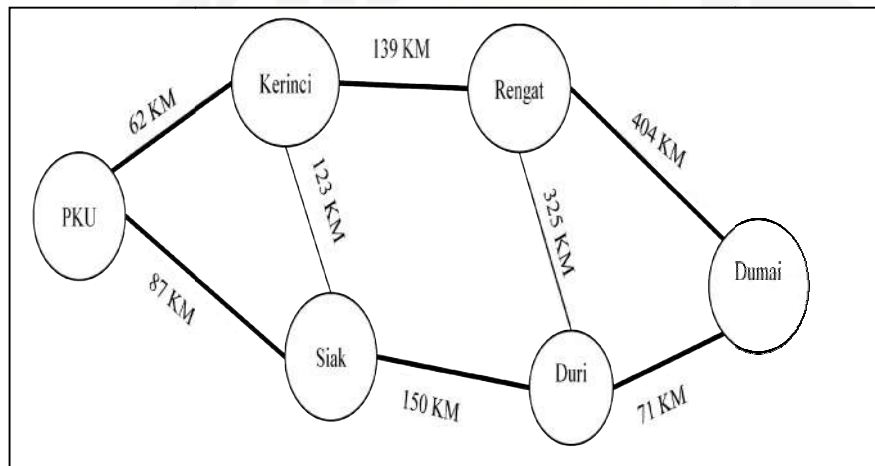 139 KM
Kerinci
Rengat
62 KM
404 KM
123 KM
325 KM
PKU
Dumai
87 KM
Siak
Duri
150 KM
71 KM